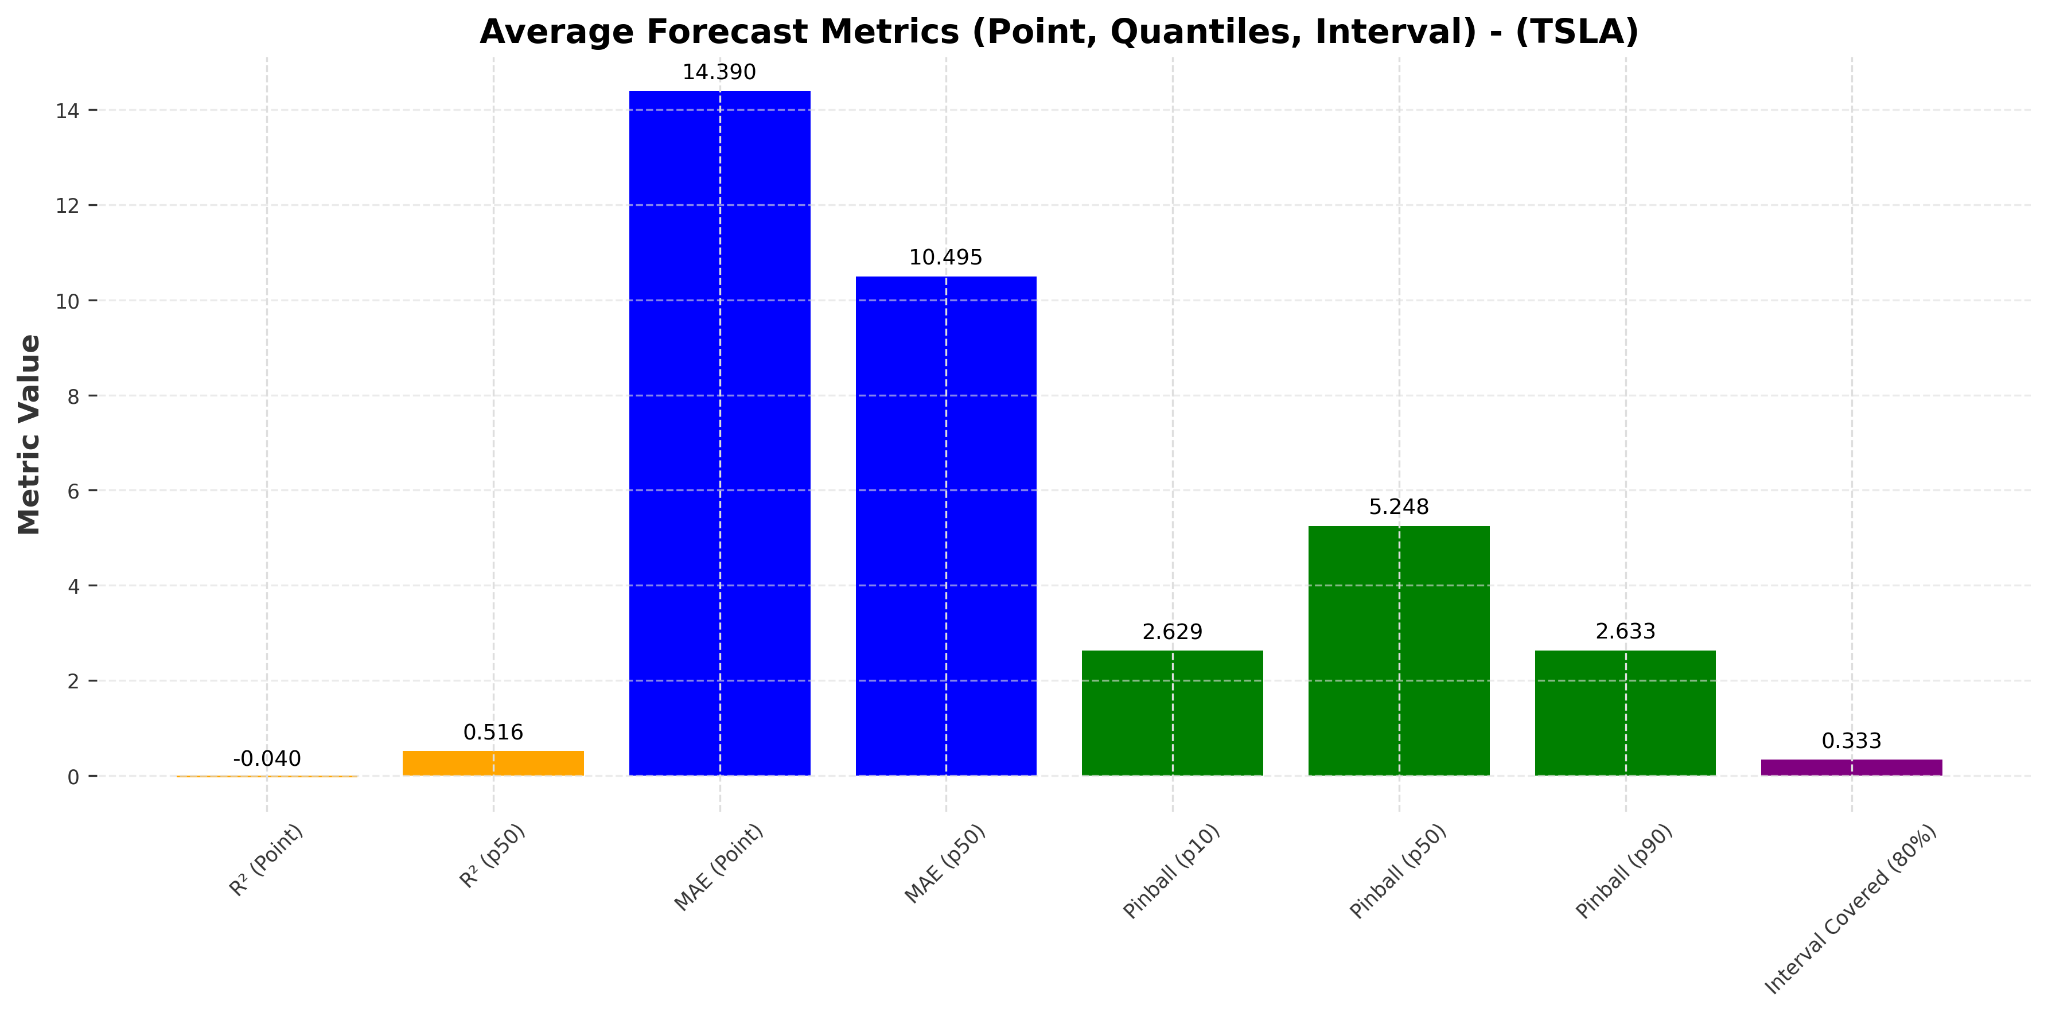 Average Forecast Metrics (Point, Quantiles, Interval) - (TSLA)
Metric Value
14
12
10
8
6
4
2
0
-0.040
0.516
14.390
10.495
2.629
5.248
2.633
0.333
R² (Point)
R² (p50)
MAE (Point)
MAE (p50)
Pinball (p10)
Pinball (p50)
Pinball (p90)
Interval Covered (80%)